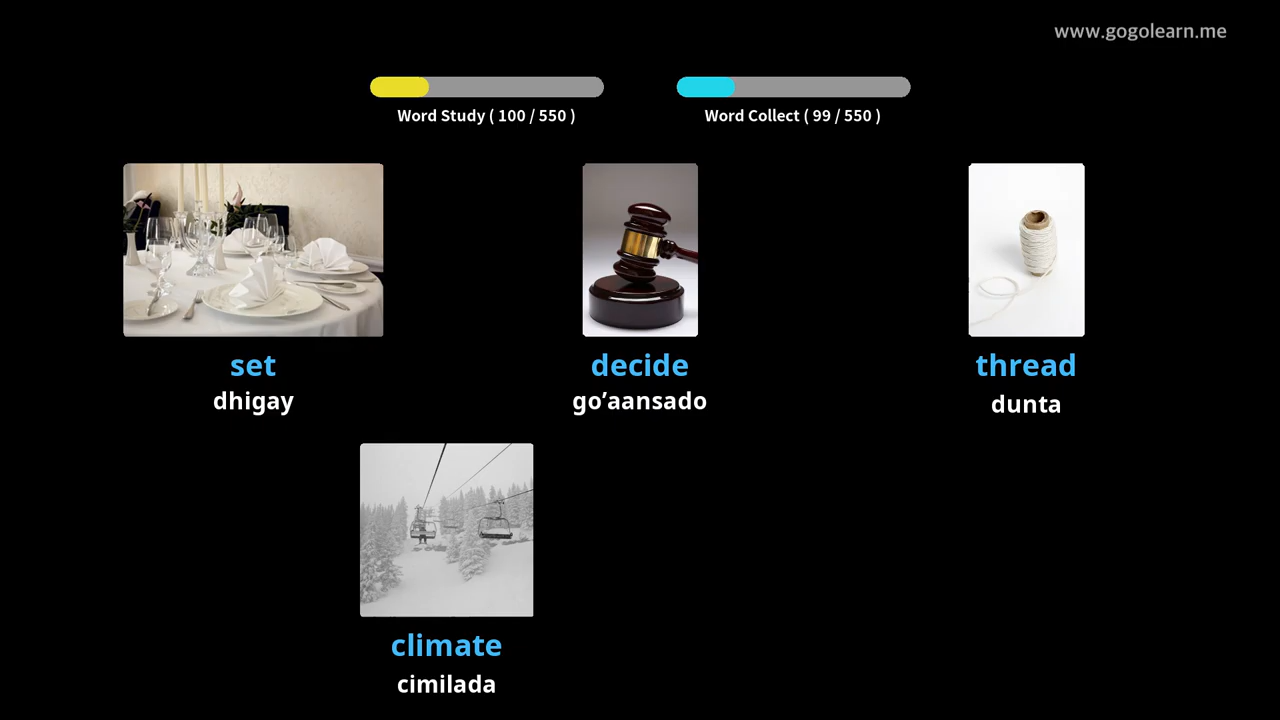 www.gogolearn.me
Word Study ( 100 / 550 )
Word Collect ( 99 / 550 )
set
dhigay
decide
go’aansado
thread
dunta
climate
cimilada